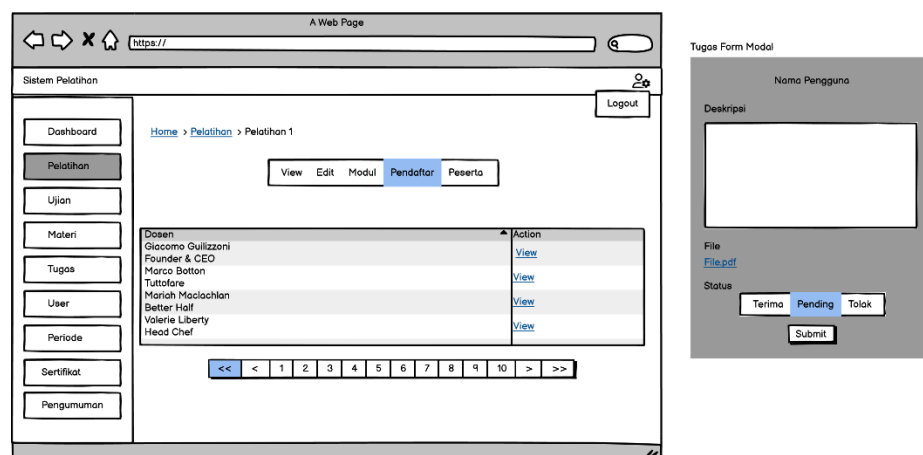 A Web Page
https://
Sistem Pelatihan
Logout
Dashboard
Pelatihan
Ujian
Materi
Tugas
User
Periode
Sertifikat
Pengumuman
Home > Pelatihan > Pelatihan 1
View Edit Modul Pendaftar Peserta
Dosen Action
Giacomo Guilizzoni
Founder & CEO
View
Marco Botton
Tuttofare
View
Mariah Maclachlan
Better Half
View
Valerie Liberty
Head Chef
View
<< < 1 2 3 4 5 6 7 8 9 10 > >>
Tugas Form Modal
Nama Pengguna
Deskripsi
File
File.pdf
Status
Terima Pending Tolak
Submit